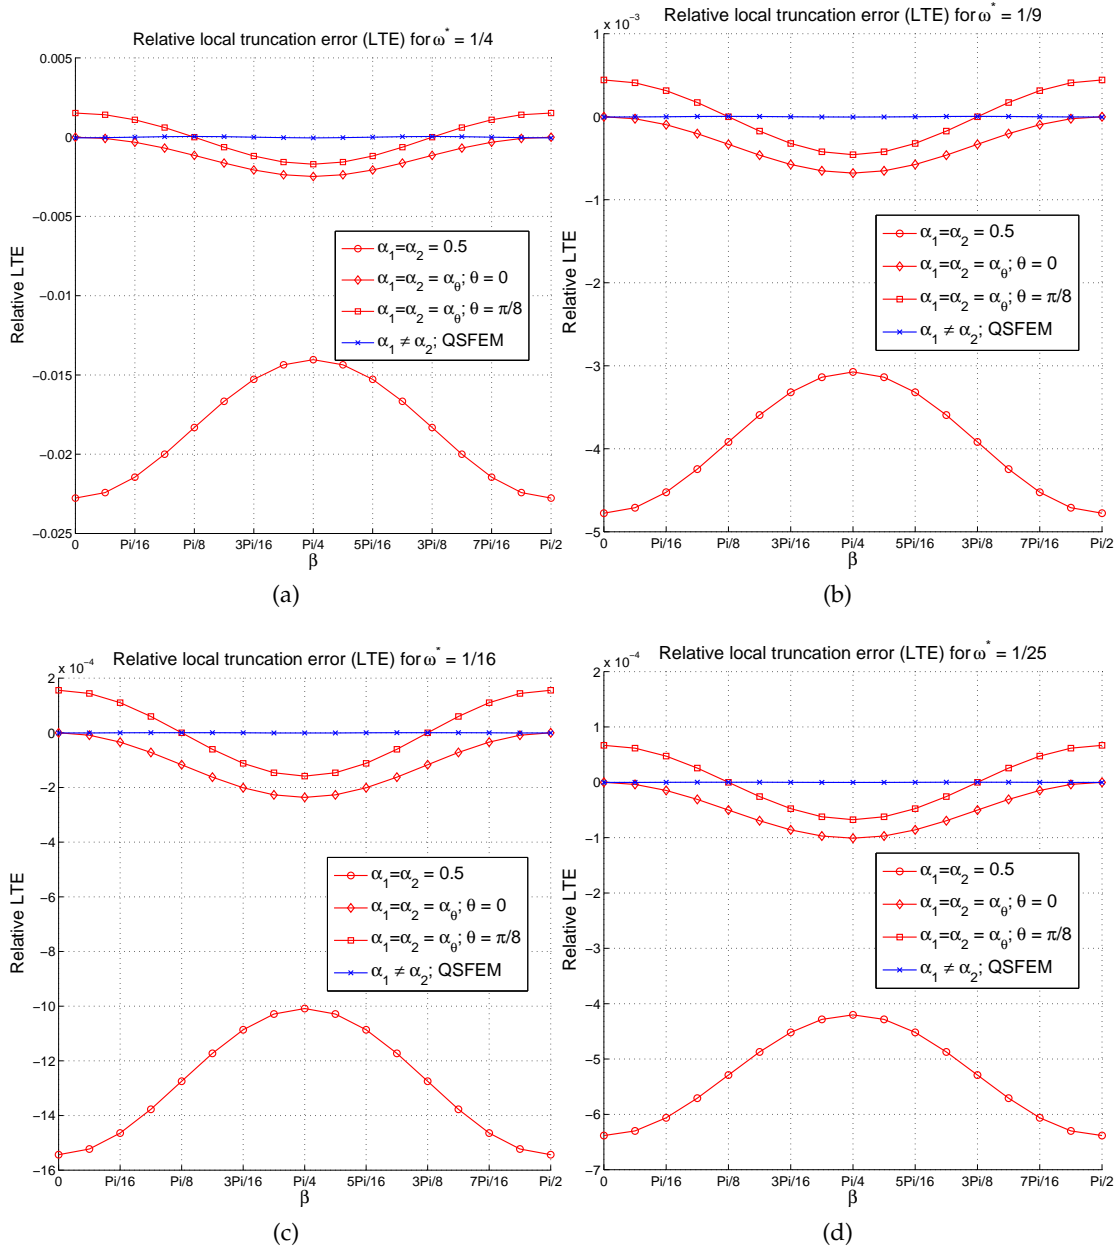 Relative local truncation error (LTE) for ω* = 1/4
0.005
0
−0.005
−0.01
−0.015
−0.02
−0.025
Relative LTE
α1=α2 = 0.5
α1=α2 = αθ; θ = 0
α1=α2 = αθ; θ = π/8
α1 ≠ α2; QSFEM
0 Pi/16 Pi/8 3Pi/16 Pi/4 5Pi/16 3Pi/8 7Pi/16 Pi/2
β
(a)
x 10−3
Relative local truncation error (LTE) for ω* = 1/9
1
0
−1
−2
−3
−4
−5
Relative LTE
α1=α2 = 0.5
α1=α2 = αθ; θ = 0
α1=α2 = αθ; θ = π/8
α1 ≠ α2; QSFEM
0 Pi/16 Pi/8 3Pi/16 Pi/4 5Pi/16 3Pi/8 7Pi/16 Pi/2
β
(b)
x 10−4
Relative local truncation error (LTE) for ω* = 1/16
2
0
−2
−4
−6
−8
−10
−12
−14
−16
Relative LTE
α1=α2 = 0.5
α1=α2 = αθ; θ = 0
α1=α2 = αθ; θ = π/8
α1 ≠ α2; QSFEM
0 Pi/16 Pi/8 3Pi/16 Pi/4 5Pi/16 3Pi/8 7Pi/16 Pi/2
β
(c)
x 10−4
Relative local truncation error (LTE) for ω* = 1/25
2
1
0
−1
−2
−3
−4
−5
−6
−7
Relative LTE
α1=α2 = 0.5
α1=α2 = αθ; θ = 0
α1=α2 = αθ; θ = π/8
α1 ≠ α2; QSFEM
0 Pi/16 Pi/8 3Pi/16 Pi/4 5Pi/16 3Pi/8 7Pi/16 Pi/2
β
(d)